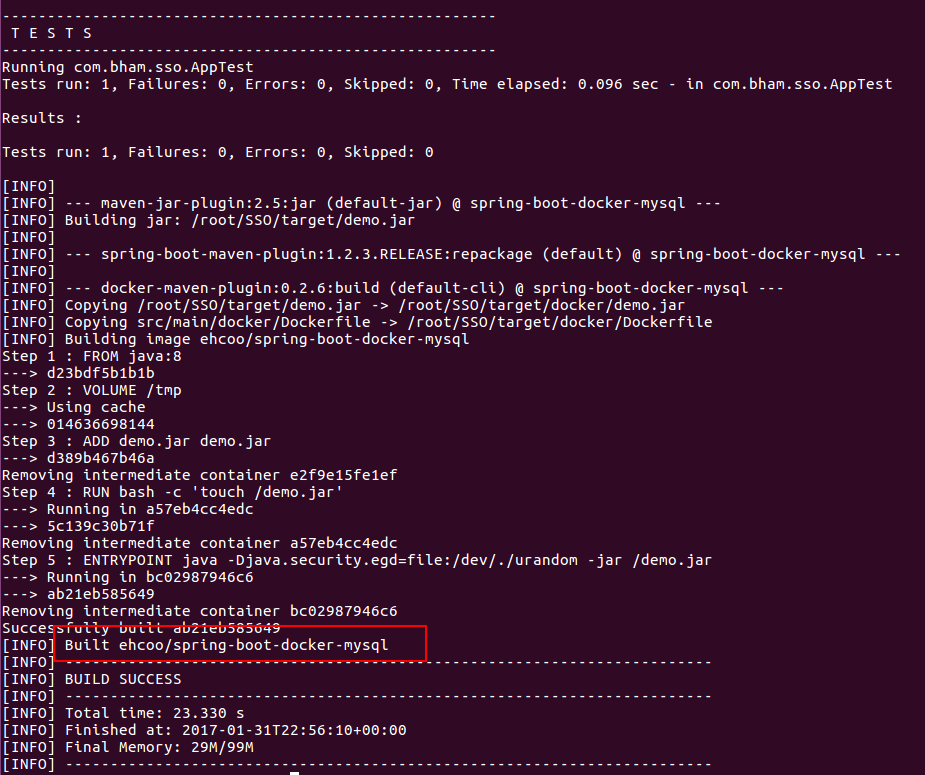 ------------------------------------------------------
T E S T S
------------------------------------------------------
Running com.bham.sso.AppTest
Tests run: 1, Failures: 0, Errors: 0, Skipped: 0, Time elapsed: 0.096 sec - in com.bham.sso.AppTest
Results :
Tests run: 1, Failures: 0, Errors: 0, Skipped: 0
[INFO]
[INFO] --- maven-jar-plugin:2.5:jar (default-jar) @ spring-boot-docker-mysql ---
[INFO] Building jar: /root/SSO/target/demo.jar
[INFO]
[INFO] --- spring-boot-maven-plugin:1.2.3.RELEASE:repackage (default) @ spring-boot-docker-mysql ---
[INFO]
[INFO] --- docker-maven-plugin:0.2.6:build (default-cli) @ spring-boot-docker-mysql ---
[INFO] Copying /root/SSO/target/demo.jar -> /root/SSO/target/docker/demo.jar
[INFO] Copying src/main/docker/Dockerfile -> /root/SSO/target/docker/Dockerfile
[INFO] Building image ehcoo/spring-boot-docker-mysql
Step 1 : FROM java:8
---> d23bdf5b1b1b
Step 2 : VOLUME /tmp
---> Using cache
---> 014636698144
Step 3 : ADD demo.jar demo.jar
---> d389b467b46a
Removing intermediate container e2f9e15fe1ef
Step 4 : RUN bash -c 'touch /demo.jar'
---> Running in a57eb4cc4edc
---> 5c139c30b71f
Removing intermediate container a57eb4cc4edc
Step 5 : ENTRYPOINT java -Djava.security.egd=file:/dev/./urandom -jar /demo.jar
---> Running in bc02987946c6
---> ab21eb585649
Removing intermediate container bc02987946c6
Successfully built ab21eb585649
[INFO] Built ehcoo/spring-boot-docker-mysql
[INFO] ------------------------------------------------------------------------
[INFO] BUILD SUCCESS
[INFO] ------------------------------------------------------------------------
[INFO] Total time: 23.330 s
[INFO] Finished at: 2017-01-31T22:56:10+00:00
[INFO] Final Memory: 29M/99M
[INFO] ------------------------------------------------------------------------